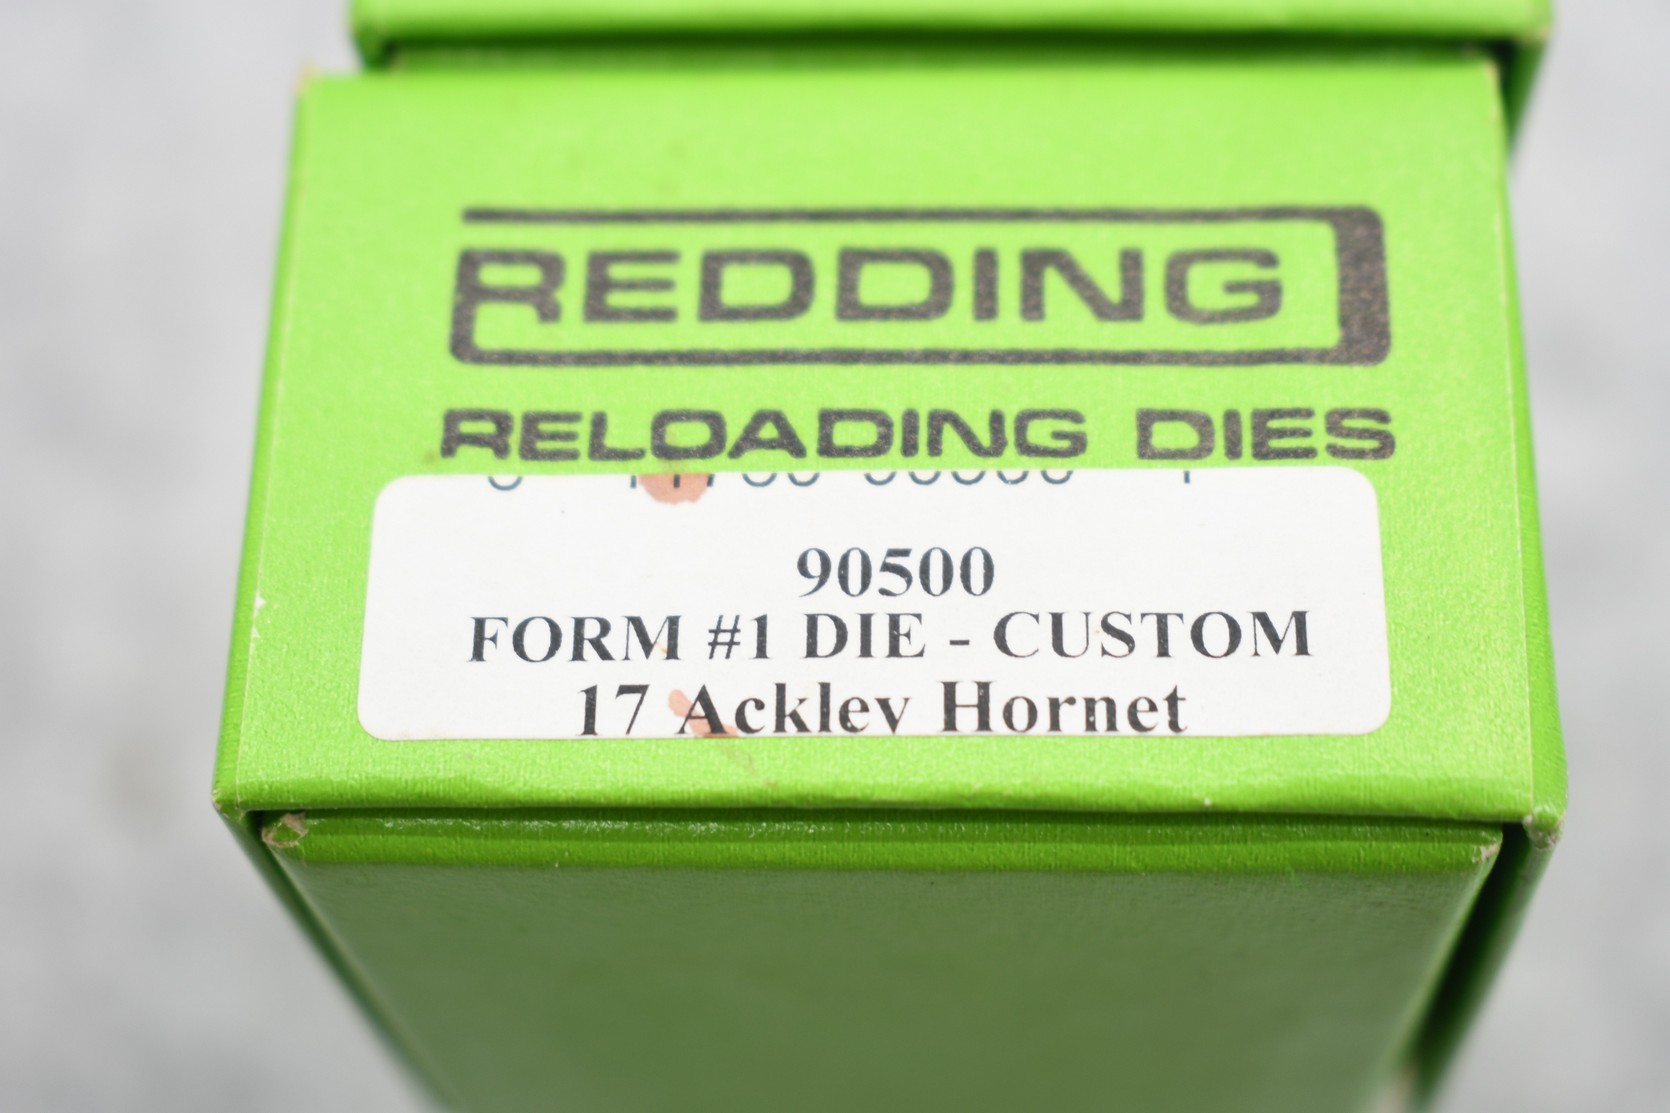 REDDING
RELOADING DIES
90500
FORM #1 DIE - CUSTOM
17 Ackley Hornet